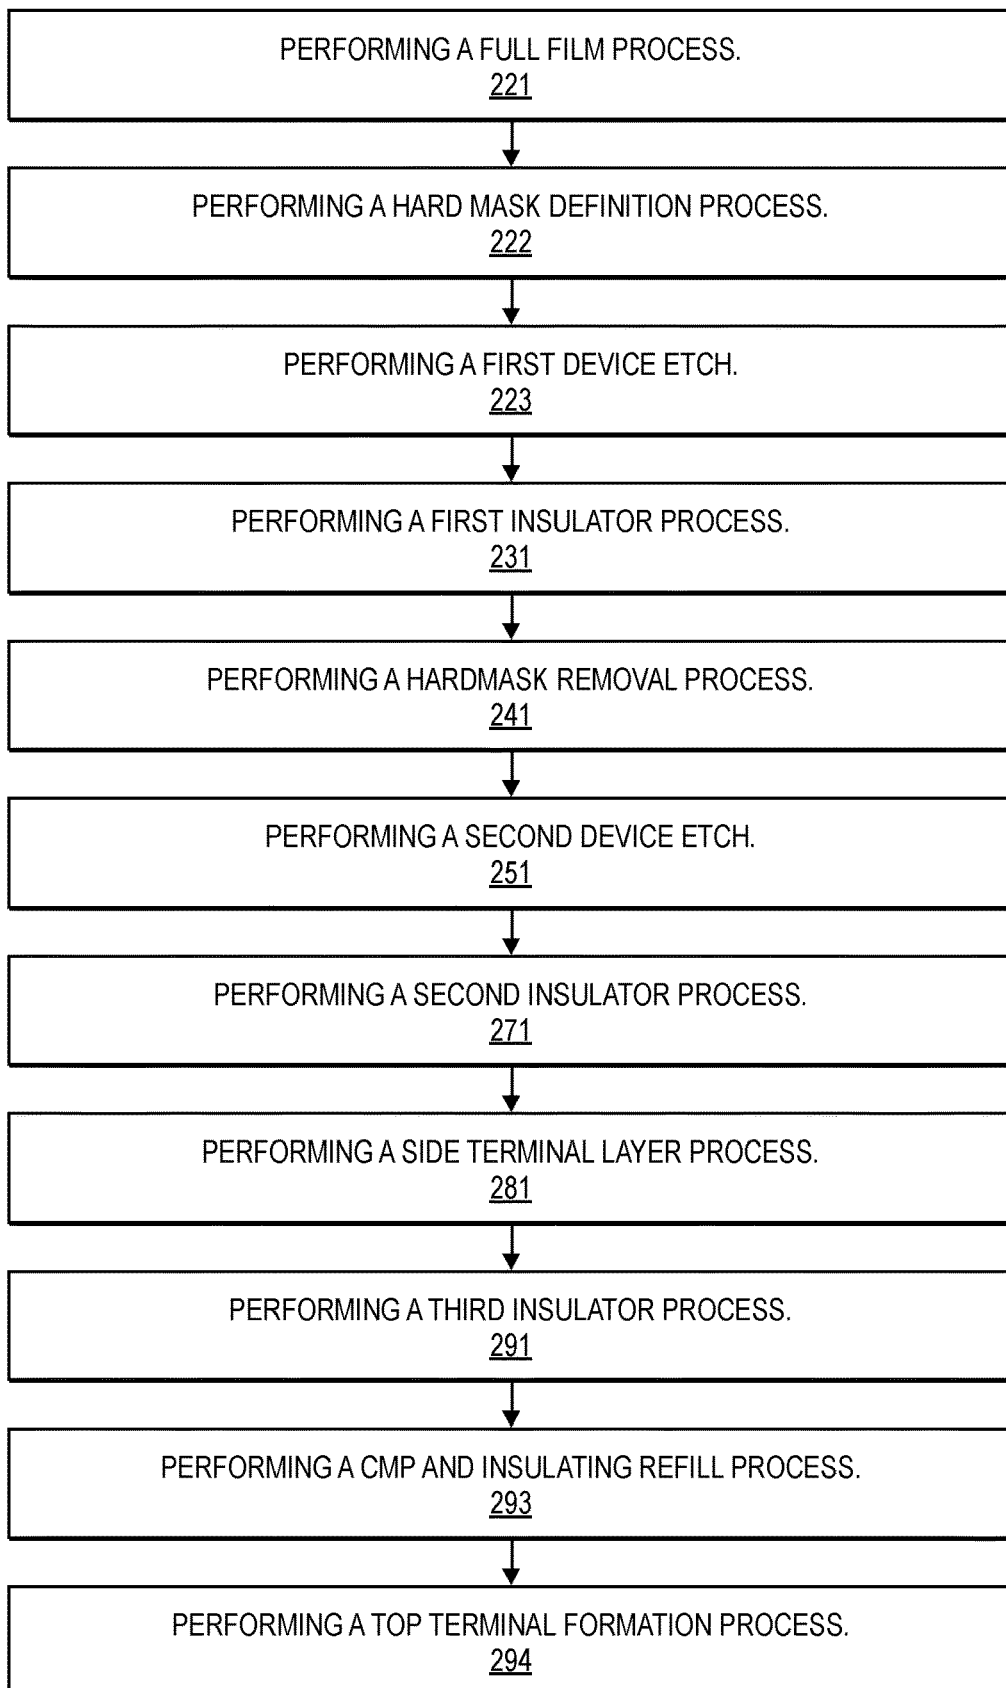 PERFORMING A FULL FILM PROCESS.
221
PERFORMING A HARD MASK DEFINITION PROCESS.
222
PERFORMING A FIRST DEVICE ETCH.
223
PERFORMING A FIRST INSULATOR PROCESS.
231
PERFORMING A HARDMASK REMOVAL PROCESS.
241
PERFORMING A SECOND DEVICE ETCH.
251
PERFORMING A SECOND INSULATOR PROCESS.
271
PERFORMING A SIDE TERMINAL LAYER PROCESS.
281
PERFORMING A THIRD INSULATOR PROCESS.
291
PERFORMING A CMP AND INSULATING REFILL PROCESS.
293
PERFORMING A TOP TERMINAL FORMATION PROCESS.
294